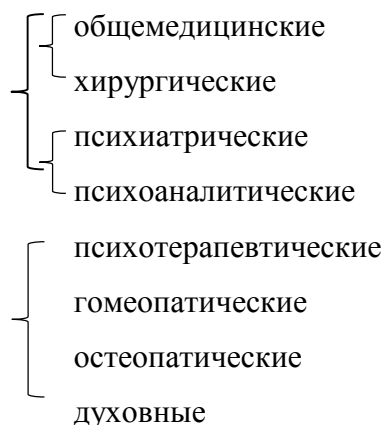 общемедицинские
хирургические
психиатрические
психоаналитические
психотерапевтические
гомеопатические
остеопатические
духовные